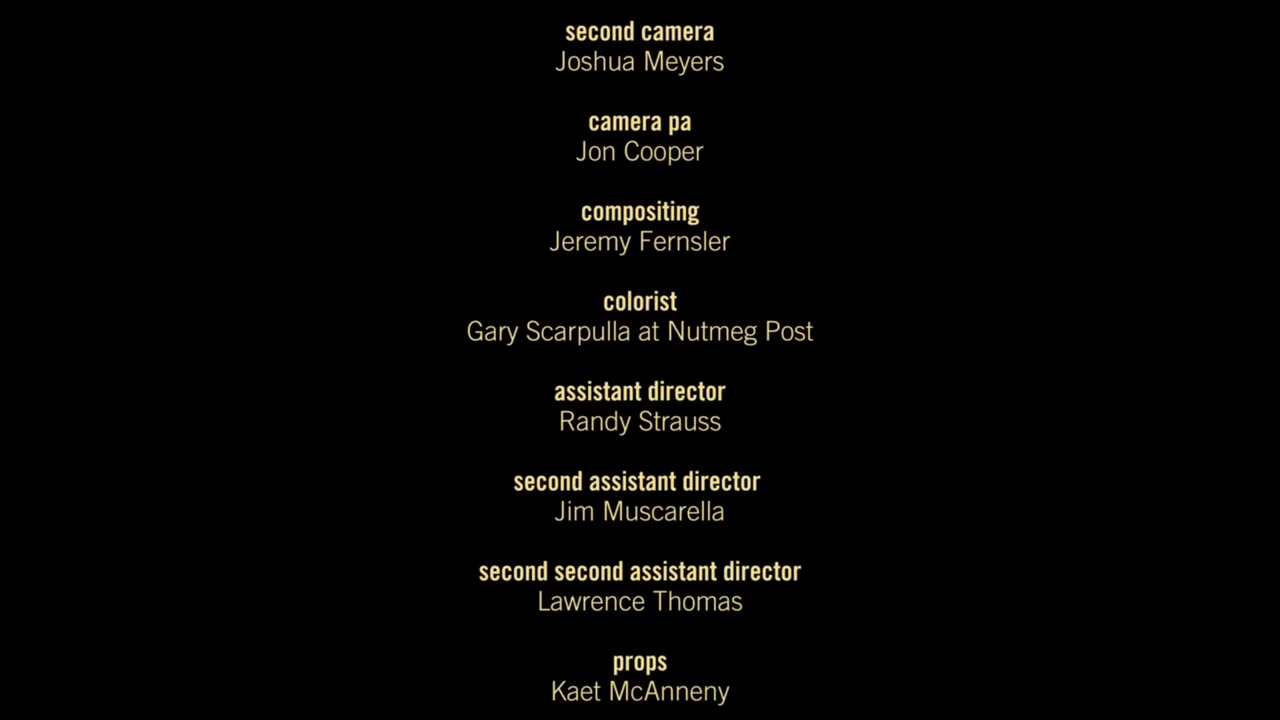 second camera
Joshua Meyers
camera pa
Jon Cooper
compositing
Jeremy Fernsler
colorist
Gary Scarpulla at Nutmeg Post
assistant director
Randy Strauss
second assistant director
Jim Muscarella
second second assistant director
Lawrence Thomas
props
Kaet McAnneny